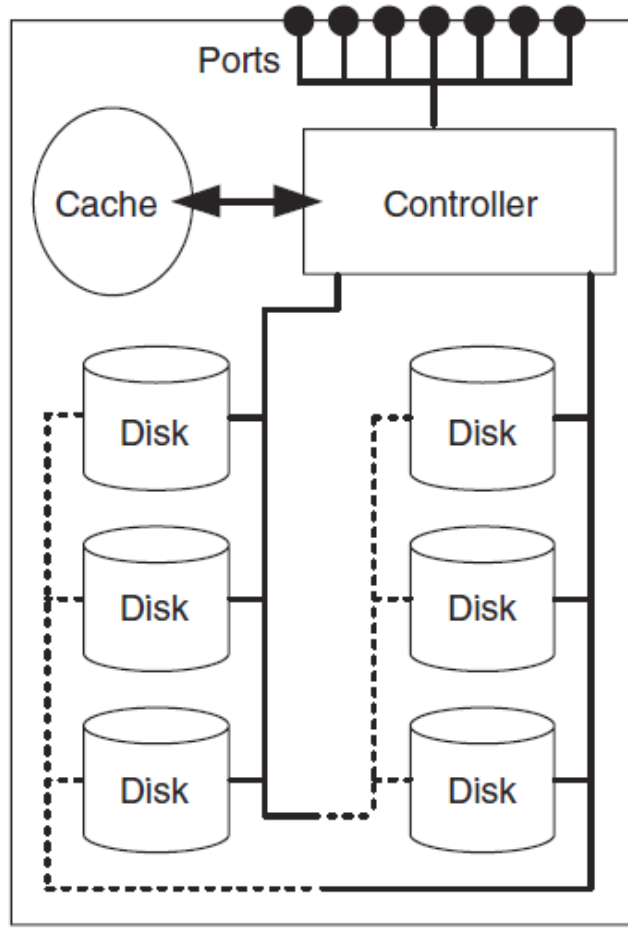 Ports
Cache
Controller
Disk
Disk
Disk
Disk
Disk
Disk